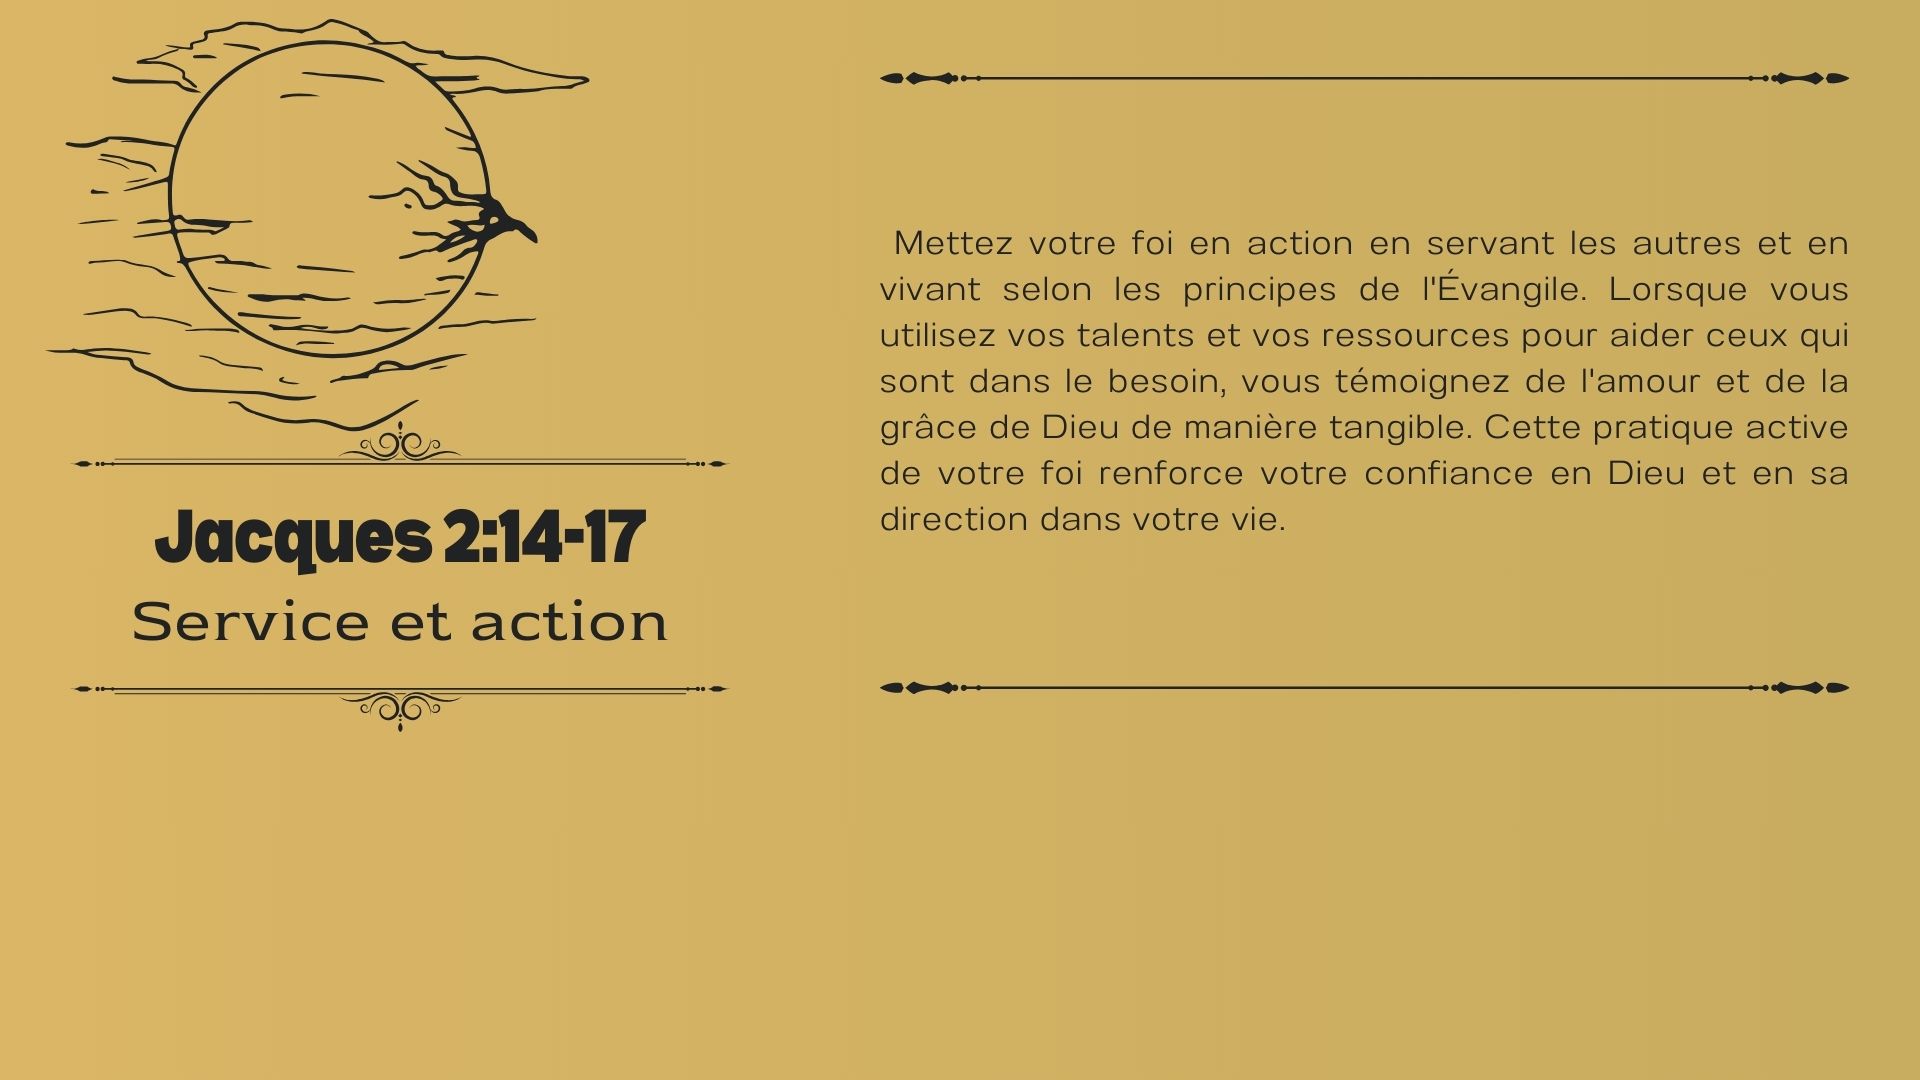 Jacques 2:14-17
Service et action
Mettez votre foi en action en servant les autres et en
vivant selon les principes de l'Évangile. Lorsque vous
utilisez vos talents et vos ressources pour aider ceux qui
sont dans le besoin, vous témoignez de l'amour et de la
grâce de Dieu de manière tangible. Cette pratique active
de votre foi renforce votre confiance en Dieu et en sa
direction dans votre vie.